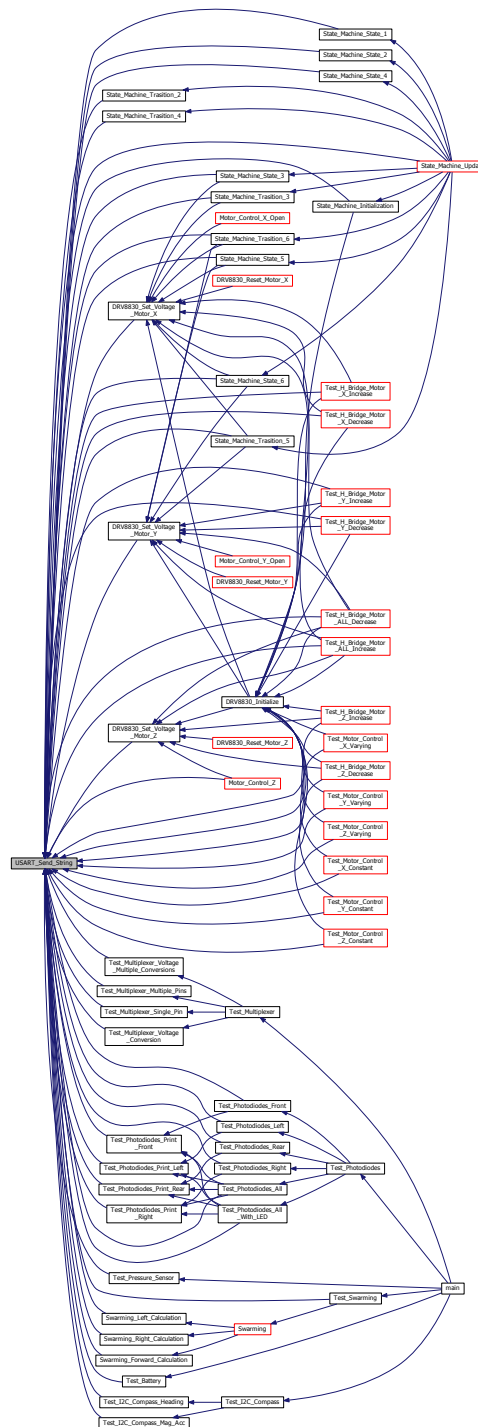 State_Machine_State_1
State_Machine_State_2
State_Machine_State_4
State_Machine_Trasition_2
State_Machine_Trasition_4
State_Machine_Update
State_Machine_State_3
State_Machine_Trasition_3
State_Machine_Initialization
Motor_Control_X_Open
State_Machine_Trasition_6
State_Machine_State_5
DRV8830_Reset_Motor_X
DRV8830_Set_Voltage
_Motor_X
State_Machine_State_6
Test_H_Bridge_Motor
_X_Increase
Test_H_Bridge_Motor
_X_Decrease
State_Machine_Trasition_5
Test_H_Bridge_Motor
_Y_Increase
Test_H_Bridge_Motor
_Y_Decrease
DRV8830_Set_Voltage
_Motor_Y
Motor_Control_Y_Open
DRV8830_Reset_Motor_Y
Test_H_Bridge_Motor
_ALL_Decrease
Test_H_Bridge_Motor
_ALL_Increase
DRV8830_Initialize
Test_H_Bridge_Motor
_Z_Increase
DRV8830_Set_Voltage
_Motor_Z
DRV8830_Reset_Motor_Z
Test_Motor_Control
_X_Varying
Test_H_Bridge_Motor
_Z_Decrease
Motor_Control_Z
Test_Motor_Control
_Y_Varying
Test_Motor_Control
_Z_Varying
USART_Send_String
Test_Motor_Control
_X_Constant
Test_Motor_Control
_Y_Constant
Test_Motor_Control
_Z_Constant
Test_Multiplexer_Voltage
_Multiple_Conversions
Test_Multiplexer_Multiple_Pins
Test_Multiplexer_Single_Pin
Test_Multiplexer
Test_Multiplexer_Voltage
_Conversion
Test_Photodiodes_Front
Test_Photodiodes_Left
Test_Photodiodes_Print
_Front
Test_Photodiodes_Rear
Test_Photodiodes_Print_Left
Test_Photodiodes_Right
Test_Photodiodes
Test_Photodiodes_Print_Rear
Test_Photodiodes_All
Test_Photodiodes_Print
_Right
Test_Photodiodes_All
_With_LED
Test_Pressure_Sensor
main
Test_Swarming
Swarming_Left_Calculation
Swarming_Right_Calculation
Swarming
Swarming_Forward_Calculation
Test_Battery
Test_I2C_Compass_Heading
Test_I2C_Compass
Test_I2C_Compass_Mag_Acc